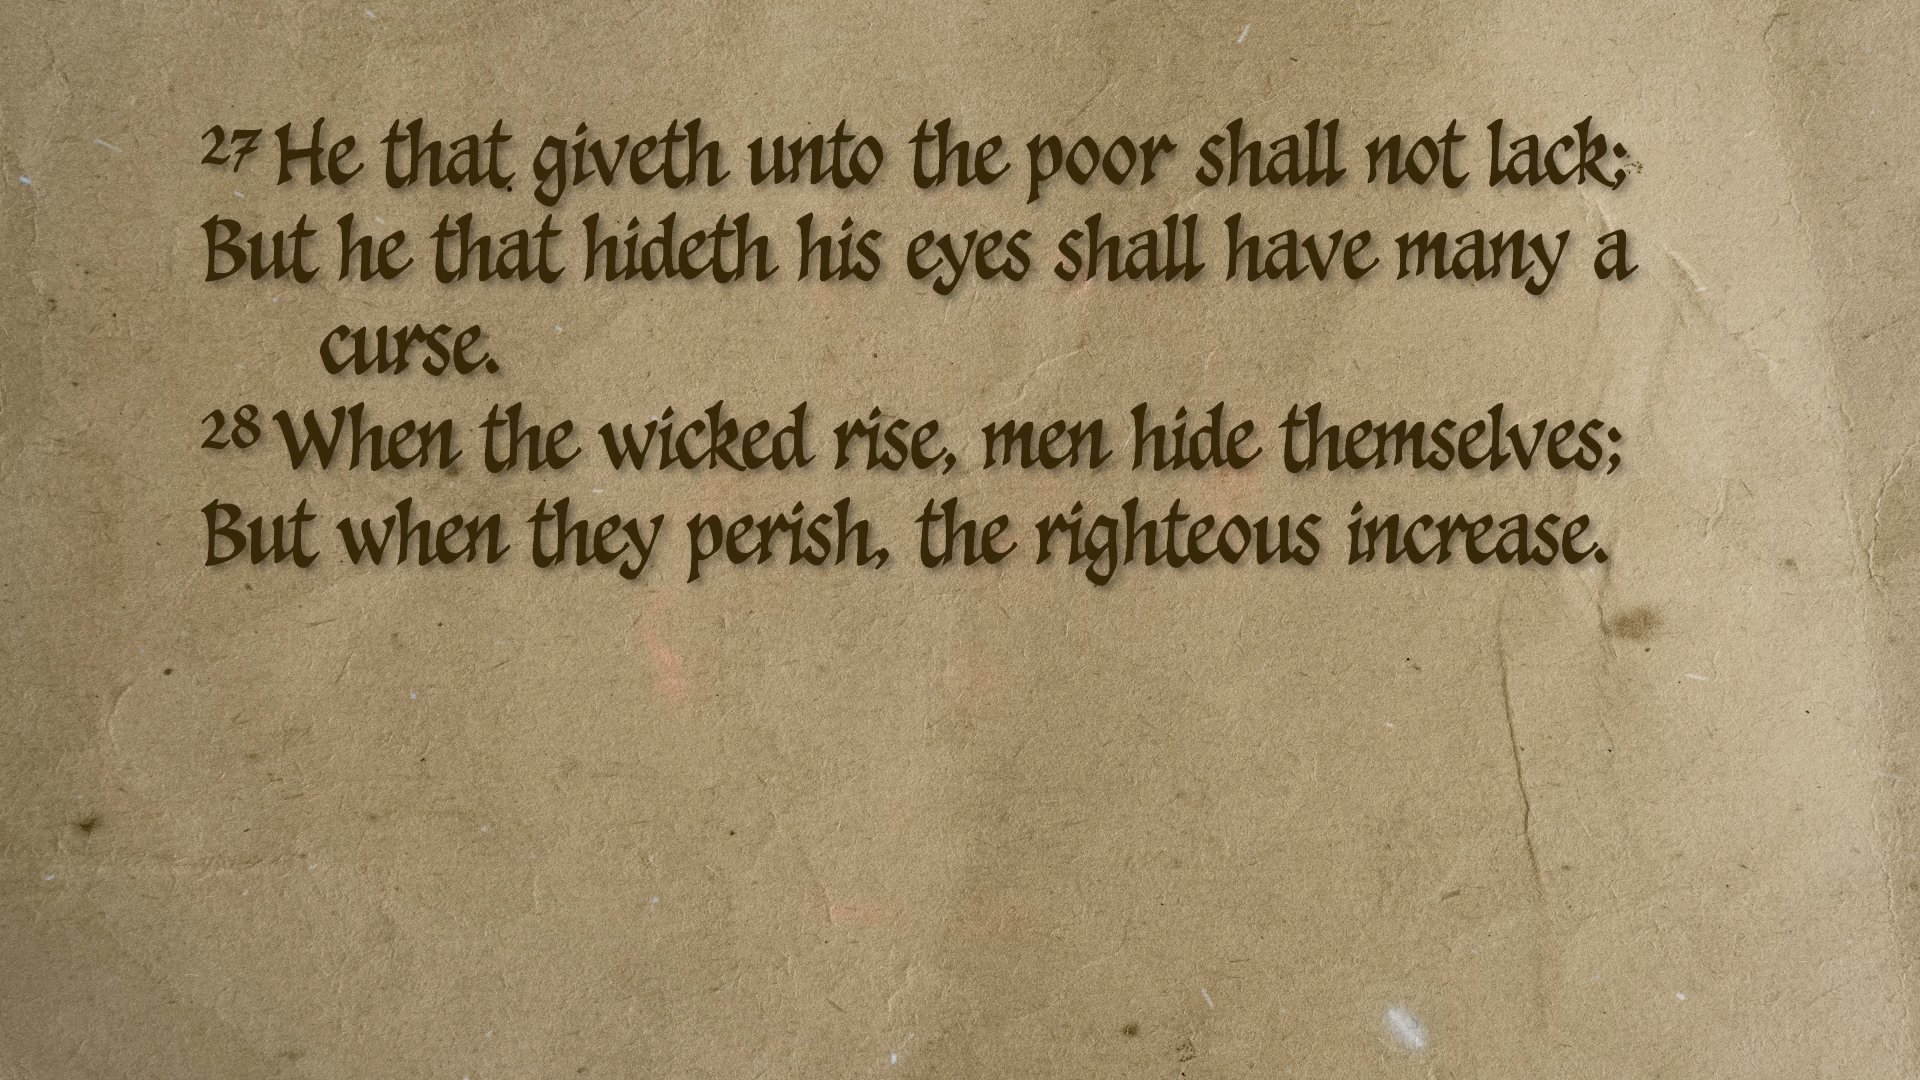 27 He that giveth unto the poor shall not lack;
But he that hideth his eyes shall have many a
curse.
28 When the wicked rise, men hide themselves;
But when they perish, the righteous increase.